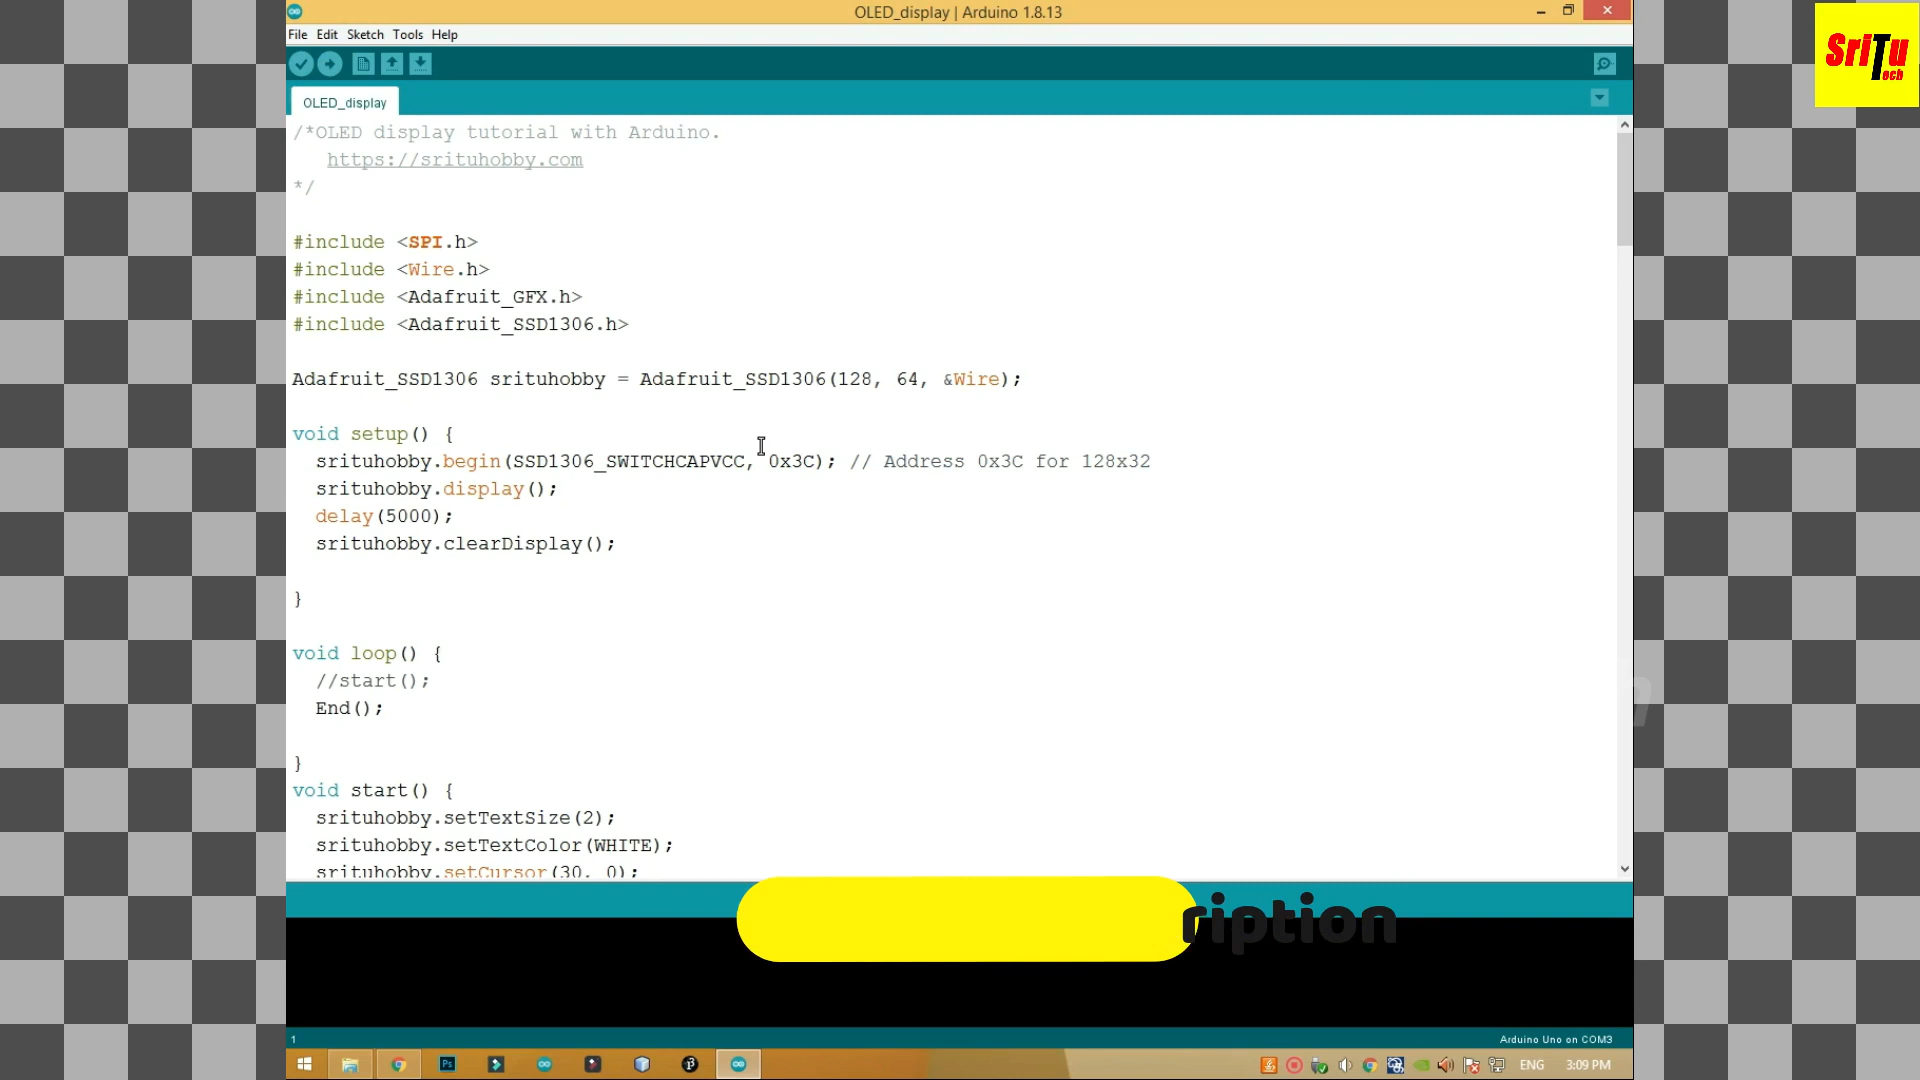 OLED_display | Arduino 1.8.13
SriTu
ech
File Edit Sketch Tools Help
OLED_display
/*OLED display tutorial with Arduino.
https://srituhobby.com
*/
#include <SPI.h>
#include <Wire.h>
#include <Adafruit_GFX.h>
#include <Adafruit_SSD1306.h>
Adafruit_SSD1306 srituhobby = Adafruit_SSD1306(128, 64, &Wire);
void setup() {
srituhobby.begin(SSD1306_SWITCHCAPVCC, 0x3C); // Address 0x3C for 128x32
srituhobby.display();
delay(5000);
srituhobby.clearDisplay();
}
void loop() {
//start();
End();
}
void start() {
srituhobby.setTextSize(2);
srituhobby.setTextColor(WHITE);
srituhobby.setCursor(30, 0);
ription
1
Arduino Uno on COM3
Ps
ENG 3:09 PM